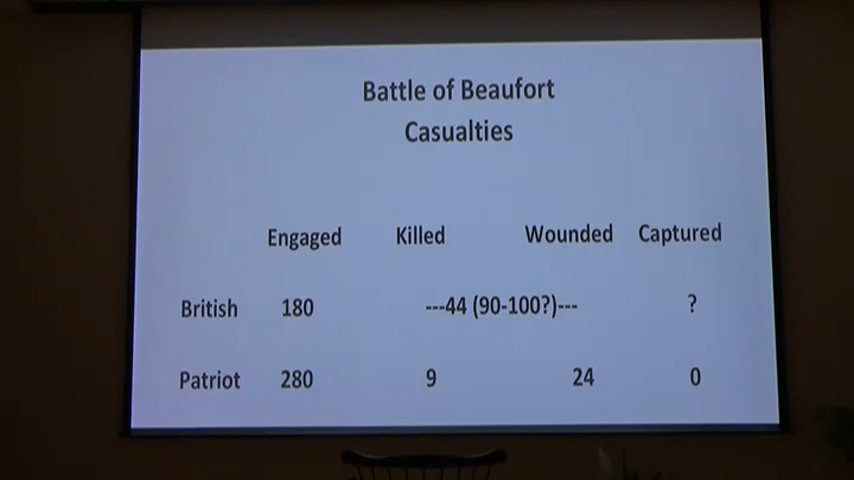 Battle of Beaufort
Casualties
Engaged Killed Wounded Captured
British 180 ---44 (90-100?)--- ?
Patriot 280 9 24 0